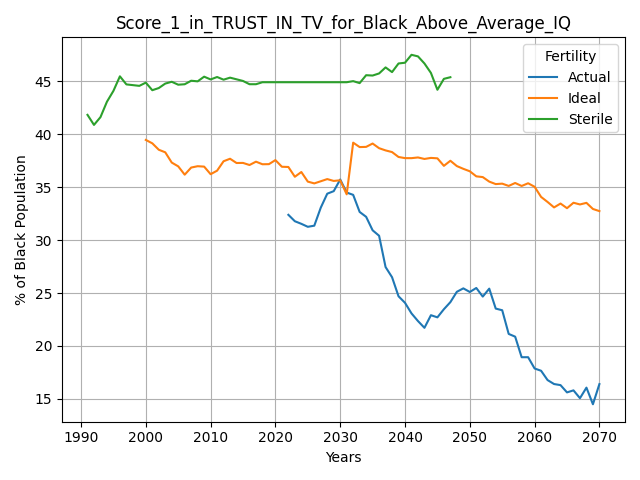 Score_1_in_TRUST_IN_TV_for_Black_Above_Average_IQ
Fertility
Actual
Ideal
Sterile
% of Black Population
45
40
35
30
25
20
15
1990
2000
2010
2020
2030
2040
2050
2060
2070
Years